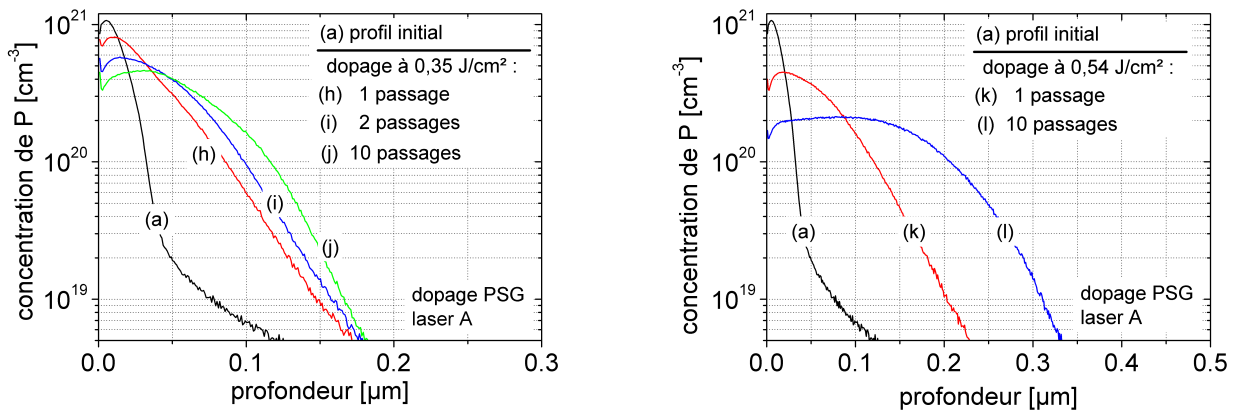 concentration de P [cm⁻³]
10²¹
10²⁰
10¹⁹
(a) profil initial
dopage à 0,35 J/cm² :
(h) 1 passage
(i) 2 passages
(j) 10 passages
(h)
(i)
(a)
(j)
dopage PSG
laser A
0.0 0.1 0.2 0.3
profondeur [µm]
concentration de P [cm⁻³]
10²¹
10²⁰
10¹⁹
(a) profil initial
dopage à 0,54 J/cm² :
(k) 1 passage
(l) 10 passages
(a) (k) (l)
dopage PSG
laser A
0.0 0.1 0.2 0.3 0.4 0.5
profondeur [µm]